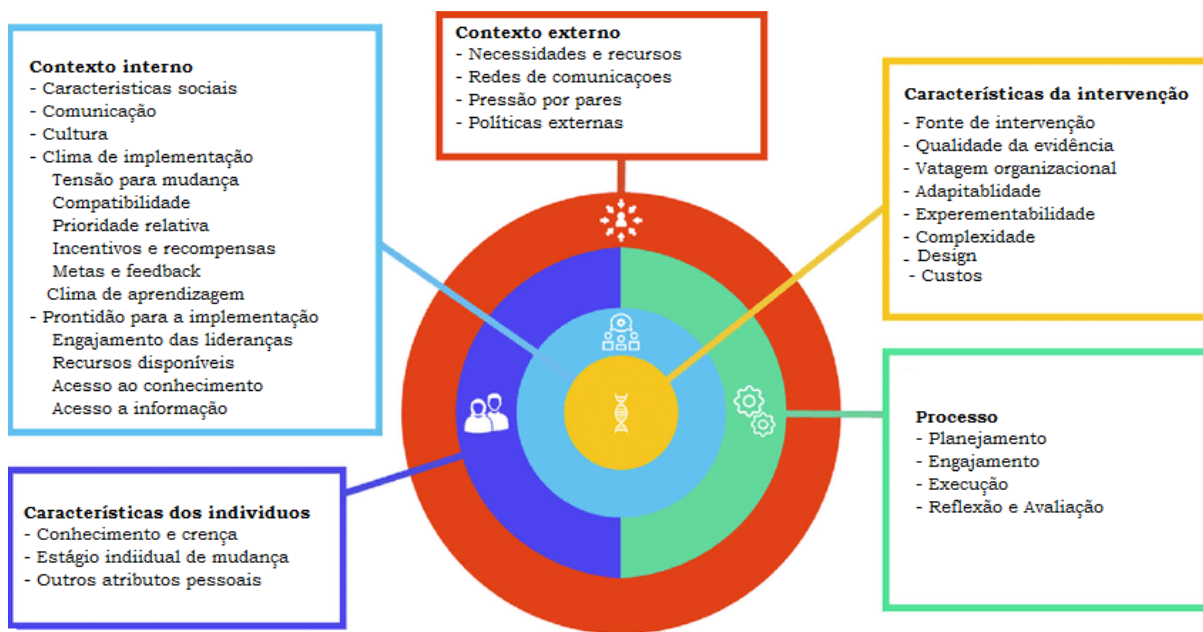 Contexto interno
- Caracteristicas sociais
- Comunicação
- Cultura
- Clima de implementação
Tensão para mudança
Compatibilidade
Prioridade relativa
Incentivos e recompensas
Metas e feedback
Clima de aprendizagem
- Prontidão para a implementação
Engajamento das lideranças
Recursos disponíveis
Acesso ao conhecimento
Acesso a informação
Contexto externo
- Necessidades e recursos
- Redes de comunicaçoes
- Pressão por pares
- Políticas externas
Características da intervenção
- Fonte de intervenção
- Qualidade da evidência
- Vatagem organizacional
- Adapitablidade
- Experementabilidade
- Complexidade
- Design
- Custos
Características dos individuos
- Conhecimento e crença
- Estágio indiidual de mudança
- Outros atributos pessoais
Processo
- Planejamento
- Engajamento
- Execução
- Reflexão e Avaliação